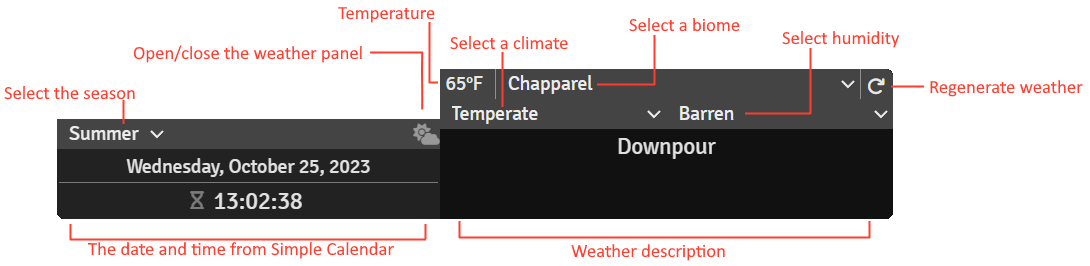 Temperature
Select a biome
Select a climate
Select humidity
Open/close the weather panel
65°F
Chapparel
Regenerate weather
Select the season
Temperate
Barren
Summer
Downpour
Wednesday, October 25, 2023
13:02:38
The date and time from Simple Calendar
Weather description